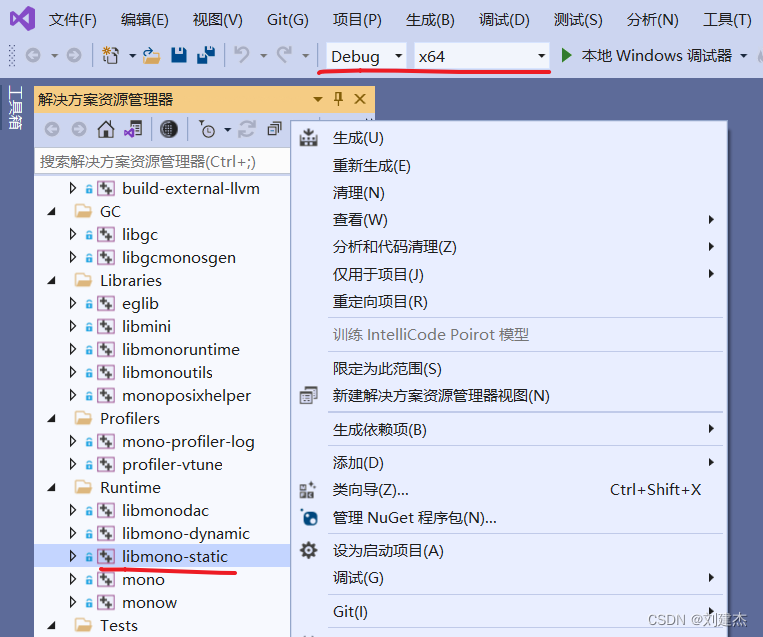 文件(F) 编辑(E) 视图(V) Git(G) 项目(P) 生成(B) 调试(D) 测试(S) 分析(N) 工具(T)
Debug x64 本地 Windows 调试器
工具箱
解决方案资源管理器
搜索解决方案资源管理器(Ctrl+;)
build-external-llvm
GC
libgc
libgcmonosgen
Libraries
eglib
libmini
libmonoruntime
libmonoutils
monoposixhelper
Profilers
mono-profiler-log
profiler-vtune
Runtime
libmonodac
libmono-dynamic
libmono-static
mono
monow
Tests
生成(U)
重新生成(E)
清理(N)
查看(W)
分析和代码清理(Z)
仅用于项目(J)
重定向项目(R)
训练 IntelliCode Poirot 模型
限定为此范围(S)
新建解决方案资源管理器视图(N)
生成依赖项(B)
添加(D)
类向导(Z)... Ctrl+Shift+X
管理 NuGet 程序包(N)...
设为启动项目(A)
调试(G)
Git(I)
CSDN @刘建杰